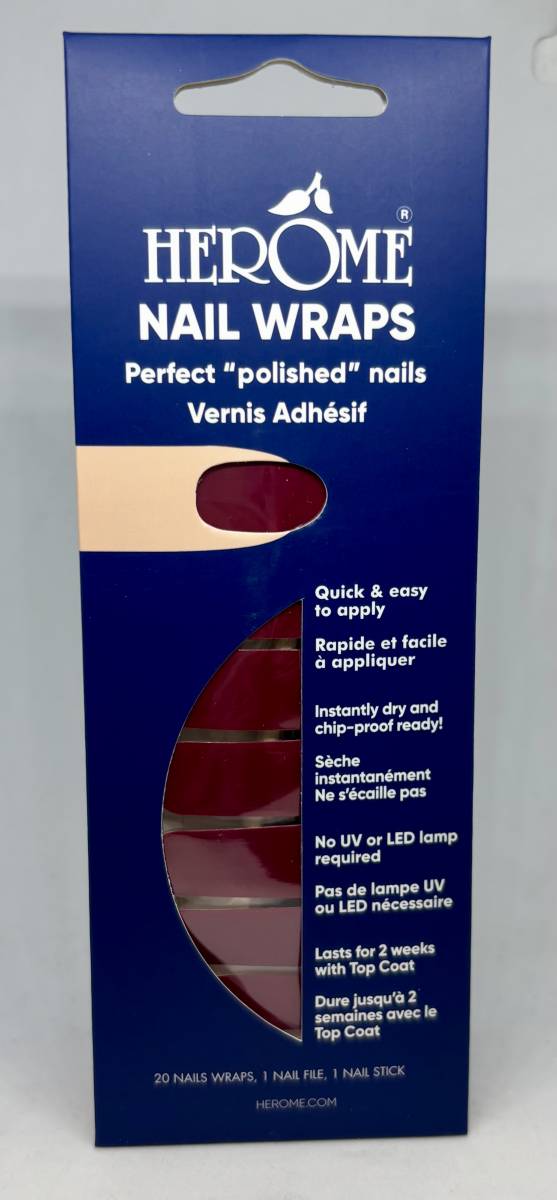 HERÔME®
NAIL WRAPS
Perfect “polished” nails
Vernis Adhésif
Quick & easy
to apply
Rapide et facile
à appliquer
Instantly dry and
chip-proof ready!
Sèche
instantanément
Ne s’écaille pas
No UV or LED lamp
required
Pas de lampe UV
ou LED nécessaire
Lasts for 2 weeks
with Top Coat
Dure jusqu’à 2
semaines avec le
Top Coat
20 NAILS WRAPS, 1 NAIL FILE, 1 NAIL STICK
HEROME.COM